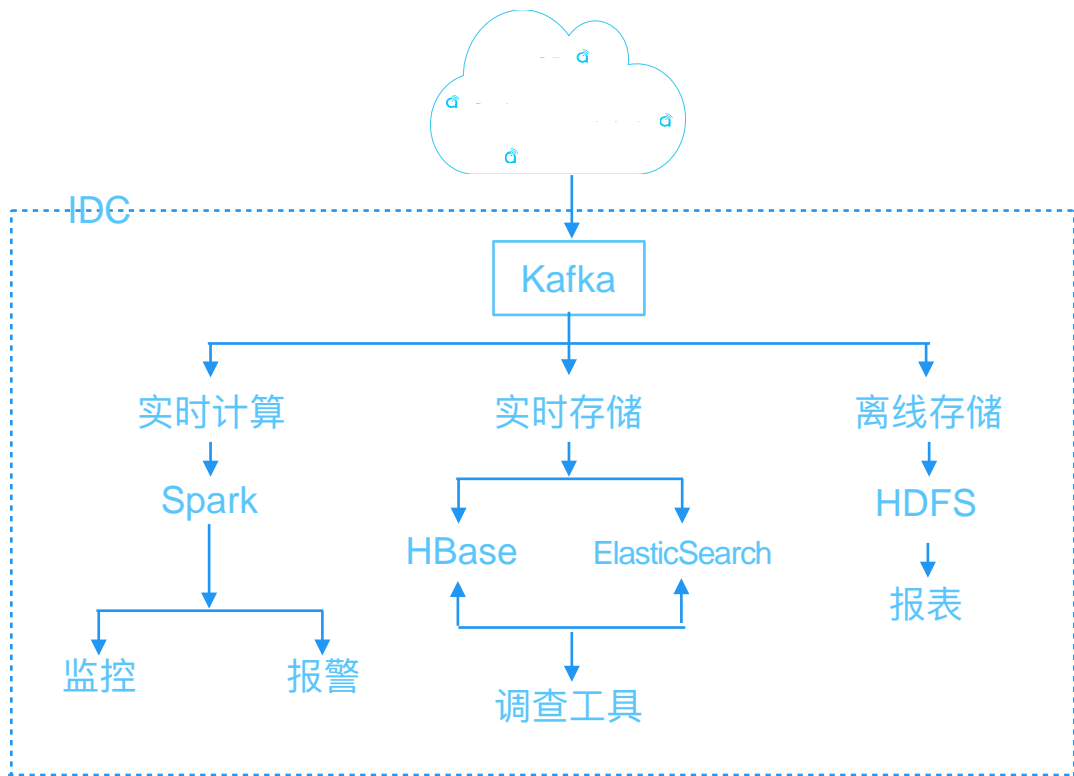 IDC
Kafka
实时计算
实时存储
离线存储
Spark
HBase
ElasticSearch
HDFS
报表
监控
报警
调查工具